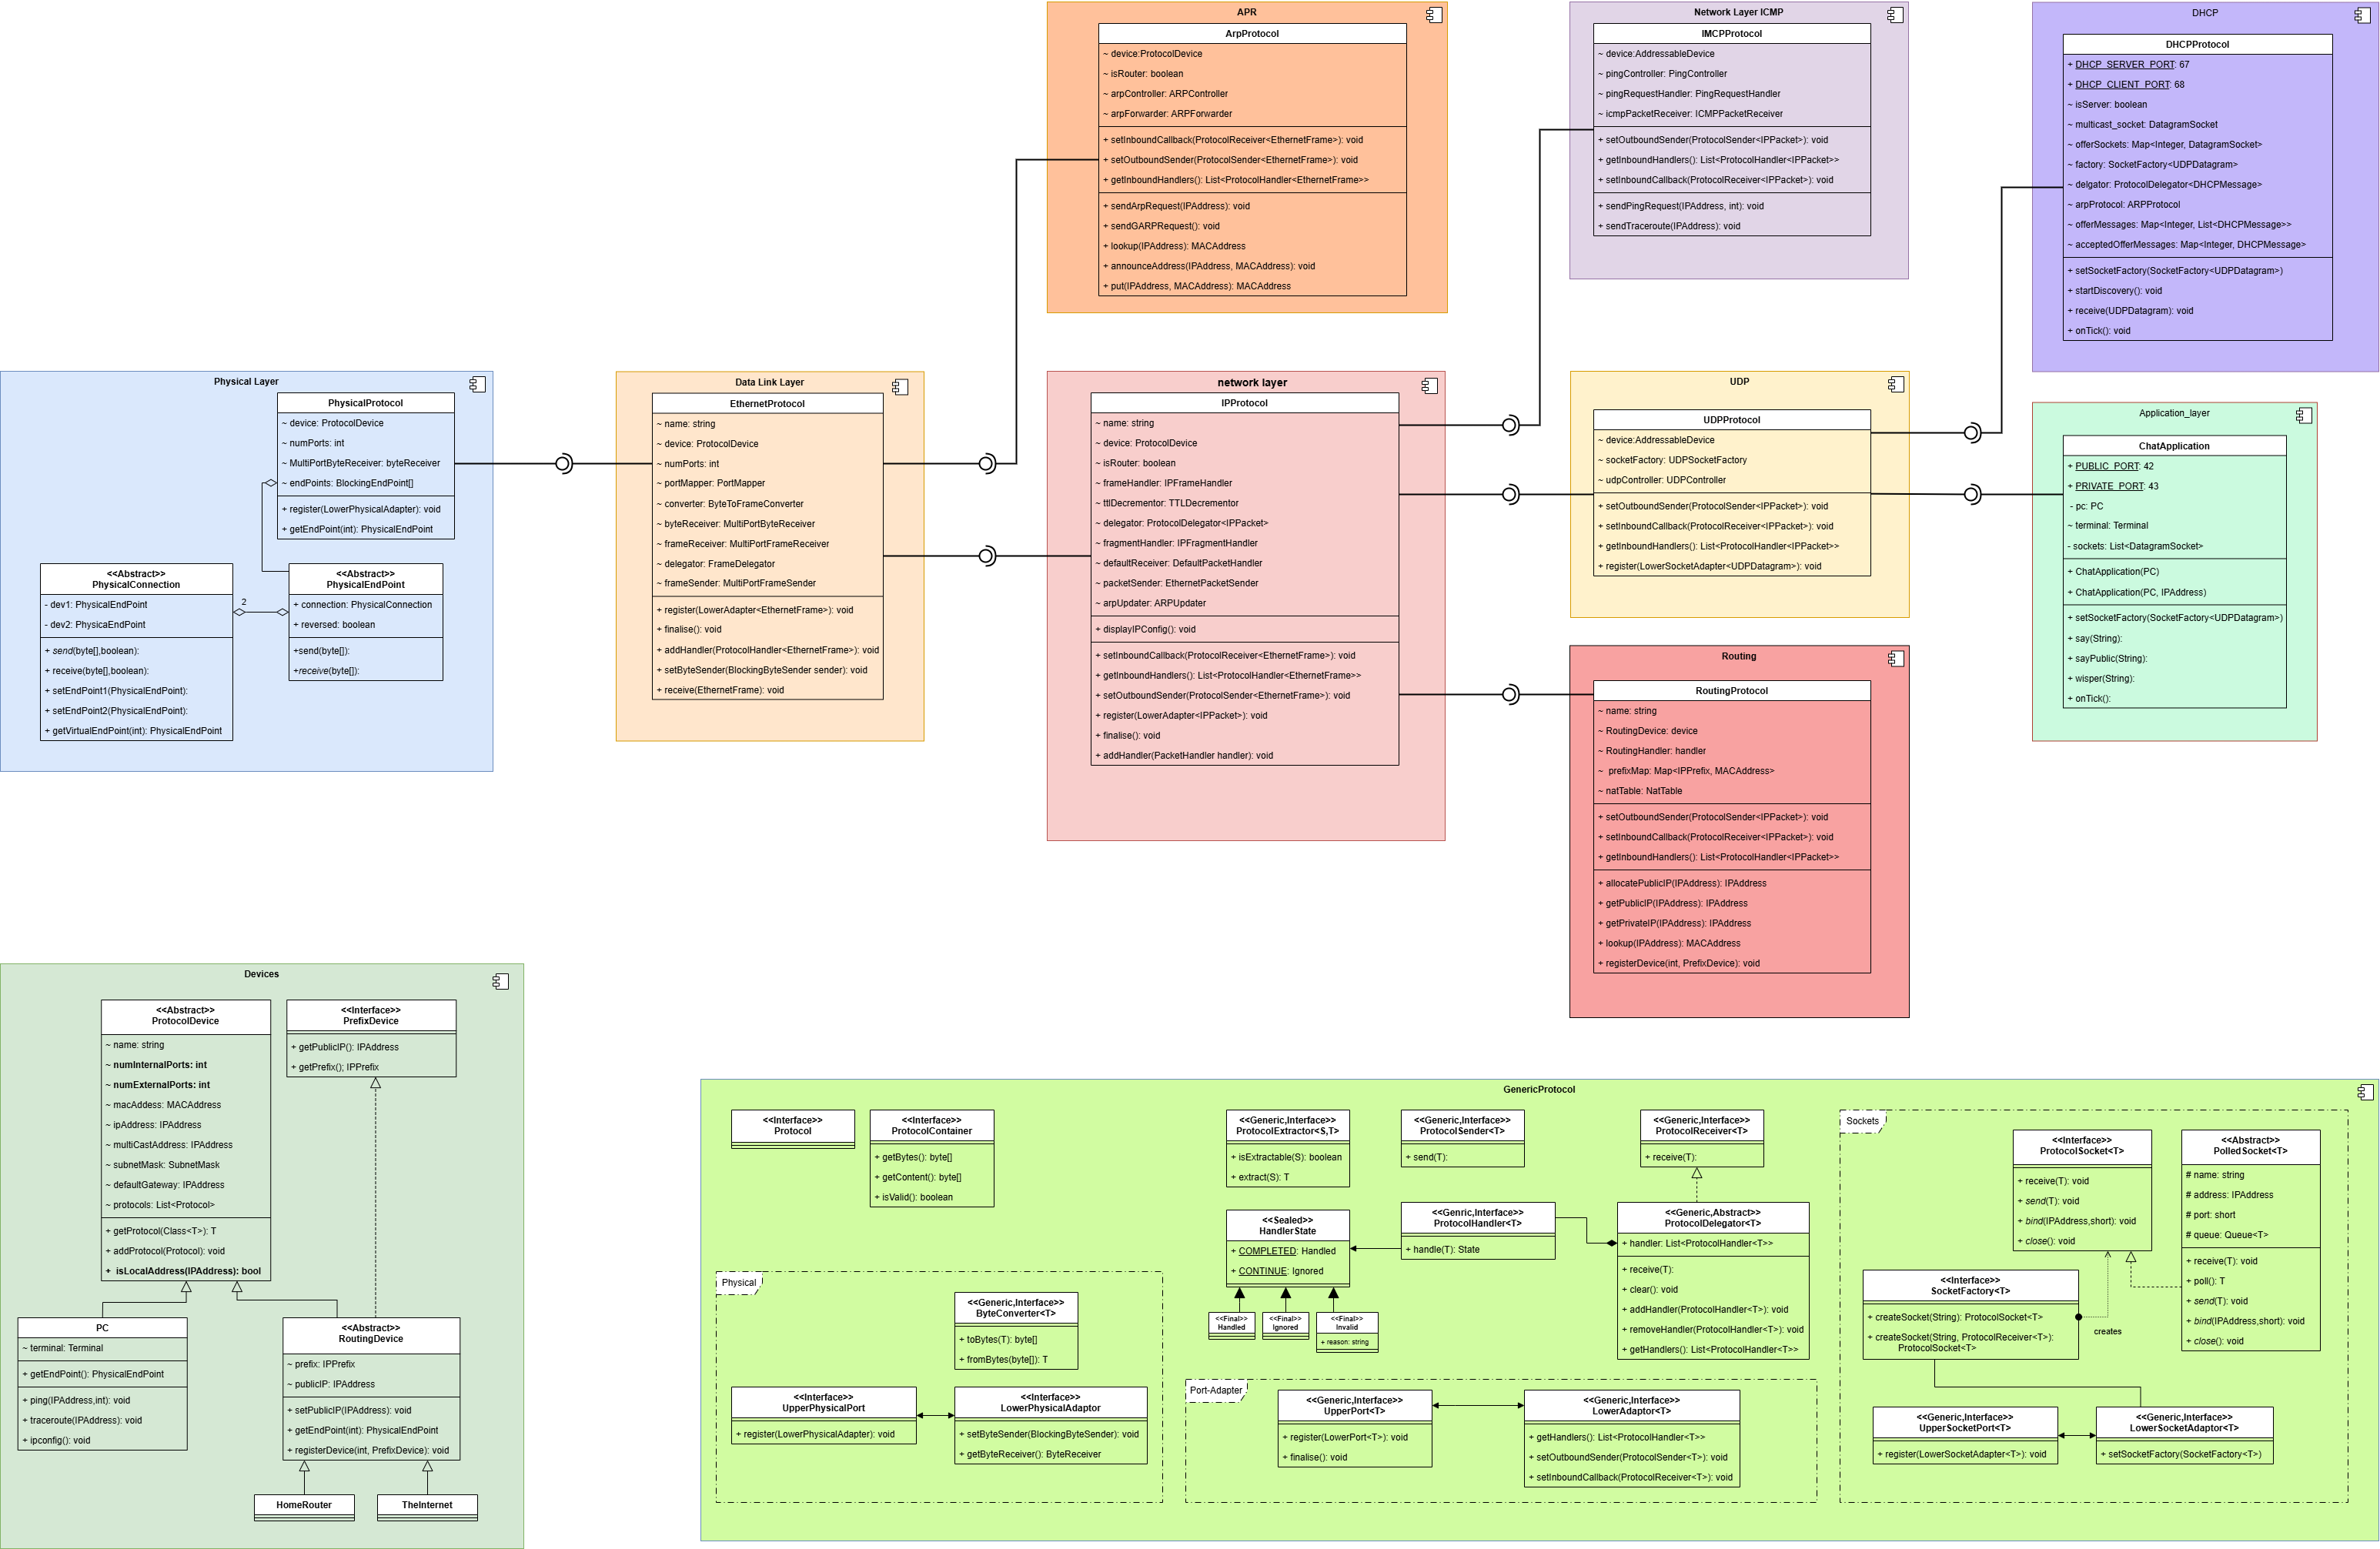 APR
ArpProtocol
~ device:ProtocolDevice
~ isRouter: boolean
~ arpController: ARPController
~ arpForwarder: ARPForwarder
+ setInboundCallback(ProtocolReceiver<EthernetFrame>): void
+ setOutboundSender(ProtocolSender<EthernetFrame>): void
+ getInboundHandlers(): List<ProtocolHandler<EthernetFrame>>
+ sendArpRequest(IPAddress): void
+ sendGARPRequest(): void
+ lookup(IPAddress): MACAddress
+ announceAddress(IPAddress, MACAddress): void
+ put(IPAddress, MACAddress): MACAddress
Network Layer ICMP
IMCPProtocol
~ device:AddressableDevice
~ pingController: PingController
~ pingRequestHandler: PingRequestHandler
~ icmpPacketReceiver: ICMPPacketReceiver
+ setOutboundSender(ProtocolSender<IPPacket>): void
+ getInboundHandlers(): List<ProtocolHandler<IPPacket>>
+ setInboundCallback(ProtocolReceiver<IPPacket>): void
+ sendPingRequest(IPAddress, int): void
+ sendTraceroute(IPAddress): void
DHCP
DHCPProtocol
+ DHCP_SERVER_PORT: 67
+ DHCP_CLIENT_PORT: 68
~ isServer: boolean
~ multicast_socket: DatagramSocket
~ offerSockets: Map<Integer, DatagramSocket>
~ factory: SocketFactory<UDPDatagram>
~ delgator: ProtocolDelegator<DHCPMessage>
~ arpProtocol: ARPProtocol
~ offerMessages: Map<Integer, List<DHCPMessage>>
~ acceptedOfferMessages: Map<Integer, DHCPMessage>
+ setSocketFactory(SocketFactory<UDPDatagram>)
+ startDiscovery(): void
+ receive(UDPDatagram): void
+ onTick(): void
Physical Layer
PhysicalProtocol
~ device: ProtocolDevice
~ numPorts: int
~ MultiPortByteReceiver: byteReceiver
~ endPoints: BlockingEndPoint[]
+ register(LowerPhysicalAdapter): void
+ getEndPoint(int): PhysicalEndPoint
<<Abstract>>
PhysicalConnection
- dev1: PhysicalEndPoint
- dev2: PhysicaEndPoint
+ send(byte[],boolean):
+ receive(byte[],boolean):
+ setEndPoint1(PhysicalEndPoint):
+ setEndPoint2(PhysicalEndPoint):
+ getVirtualEndPoint(int): PhysicalEndPoint
2
<<Abstract>>
PhysicalEndPoint
+ connection: PhysicalConnection
+ reversed: boolean
+send(byte[]):
+receive(byte[]):
Data Link Layer
EthernetProtocol
~ name: string
~ device: ProtocolDevice
~ numPorts: int
~ portMapper: PortMapper
~ converter: ByteToFrameConverter
~ byteReceiver: MultiPortByteReceiver
~ frameReceiver: MultiPortFrameReceiver
~ delegator: FrameDelegator
~ frameSender: MultiPortFrameSender
+ register(LowerAdapter<EthernetFrame>): void
+ finalise(): void
+ addHandler(ProtocolHandler<EthernetFrame>): void
+ setByteSender(BlockingByteSender sender): void
+ receive(EthernetFrame): void
network layer
IPProtocol
~ name: string
~ device: ProtocolDevice
~ isRouter: boolean
~ frameHandler: IPFrameHandler
~ ttlDecrementor: TTLDecrementor
~ delegator: ProtocolDelegator<IPPacket>
~ fragmentHandler: IPFragmentHandler
~ defaultReceiver: DefaultPacketHandler
~ packetSender: EthernetPacketSender
~ arpUpdater: ARPUpdater
+ displayIPConfig(): void
+ setInboundCallback(ProtocolReceiver<EthernetFrame>): void
+ getInboundHandlers(): List<ProtocolHandler<EthernetFrame>>
+ setOutboundSender(ProtocolSender<EthernetFrame>): void
+ register(LowerAdapter<IPPacket>): void
+ finalise(): void
+ addHandler(PacketHandler handler): void
UDP
UDPProtocol
~ device:AddressableDevice
~ socketFactory: UDPSocketFactory
~ udpController: UDPController
+ setOutboundSender(ProtocolSender<IPPacket>): void
+ setInboundCallback(ProtocolReceiver<IPPacket>): void
+ getInboundHandlers(): List<ProtocolHandler<IPPacket>>
+ register(LowerSocketAdapter<UDPDatagram>): void
Application_layer
ChatApplication
+ PUBLIC_PORT: 42
+ PRIVATE_PORT: 43
- pc: PC
~ terminal: Terminal
- sockets: List<DatagramSocket>
+ ChatApplication(PC)
+ ChatApplication(PC, IPAddress)
+ setSocketFactory(SocketFactory<UDPDatagram>)
+ say(String):
+ sayPublic(String):
+ wisper(String):
+ onTick():
Routing
RoutingProtocol
~ name: string
~ RoutingDevice: device
~ RoutingHandler: handler
~ prefixMap: Map<IPPrefix, MACAddress>
~ natTable: NatTable
+ setOutboundSender(ProtocolSender<IPPacket>): void
+ setInboundCallback(ProtocolReceiver<IPPacket>): void
+ getInboundHandlers(): List<ProtocolHandler<IPPacket>>
+ allocatePublicIP(IPAddress): IPAddress
+ getPublicIP(IPAddress): IPAddress
+ getPrivateIP(IPAddress): IPAddress
+ lookup(IPAddress): MACAddress
+ registerDevice(int, PrefixDevice): void
Devices
<<Abstract>>
ProtocolDevice
~ name: string
~ numInternalPorts: int
~ numExternalPorts: int
~ macAddess: MACAddress
~ ipAddress: IPAddress
~ multiCastAddress: IPAddress
~ subnetMask: SubnetMask
~ defaultGateway: IPAddress
~ protocols: List<Protocol>
+ getProtocol(Class<T>): T
+ addProtocol(Protocol): void
+ isLocalAddress(IPAddress): bool
<<Interface>>
PrefixDevice
+ getPublicIP(): IPAddress
+ getPrefix(); IPPrefix
PC
~ terminal: Terminal
+ getEndPoint(): PhysicalEndPoint
+ ping(IPAddress,int): void
+ traceroute(IPAddress): void
+ ipconfig(): void
<<Abstract>>
RoutingDevice
~ prefix: IPPrefix
~ publicIP: IPAddress
+ setPublicIP(IPAddress): void
+ getEndPoint(int): PhysicalEndPoint
+ registerDevice(int, PrefixDevice): void
HomeRouter
TheInternet
GenericProtocol
<<Interface>>
Protocol
<<Interface>>
ProtocolContainer
+ getBytes(): byte[]
+ getContent(): byte[]
+ isValid(): boolean
<<Generic,Interface>>
ProtocolExtractor<S,T>
+ isExtractable(S): boolean
+ extract(S): T
<<Generic,Interface>>
ProtocolSender<T>
+ send(T):
<<Generic,Interface>>
ProtocolReceiver<T>
+ receive(T):
<<Sealed>>
HandlerState
+ COMPLETED: Handled
+ CONTINUE: Ignored
<<Final>>
Handled
<<Final>>
Ignored
<<Final>>
Invalid
+ reason: string
<<Genric,Interface>>
ProtocolHandler<T>
+ handle(T): State
<<Generic,Abstract>>
ProtocolDelegator<T>
+ handler: List<ProtocolHandler<T>>
+ receive(T):
+ clear(): void
+ addHandler(ProtocolHandler<T>): void
+ removeHandler(ProtocolHandler<T>): void
+ getHandlers(): List<ProtocolHandler<T>>
Physical
<<Generic,Interface>>
ByteConverter<T>
+ toBytes(T): byte[]
+ fromBytes(byte[]): T
<<Interface>>
UpperPhysicalPort
+ register(LowerPhysicalAdapter): void
<<Interface>>
LowerPhysicalAdaptor
+ setByteSender(BlockingByteSender): void
+ getByteReceiver(): ByteReceiver
Port-Adapter
<<Generic,Interface>>
UpperPort<T>
+ register(LowerPort<T>): void
+ finalise(): void
<<Generic,Interface>>
LowerAdaptor<T>
+ getHandlers(): List<ProtocolHandler<T>>
+ setOutboundSender(ProtocolSender<T>): void
+ setInboundCallback(ProtocolReceiver<T>): void
Sockets
<<Interface>>
ProtocolSocket<T>
+ receive(T): void
+ send(T): void
+ bind(IPAddress,short): void
+ close(): void
<<Abstract>>
PolledSocket<T>
# name: string
# address: IPAddress
# port: short
# queue: Queue<T>
+ receive(T): void
+ poll(): T
+ send(T): void
+ bind(IPAddress,short): void
+ close(): void
<<Interface>>
SocketFactory<T>
+ createSocket(String): ProtocolSocket<T>
+ createSocket(String, ProtocolReceiver<T>):
ProtocolSocket<T>
creates
<<Generic,Interface>>
UpperSocketPort<T>
+ register(LowerSocketAdapter<T>): void
<<Generic,Interface>>
LowerSocketAdaptor<T>
+ setSocketFactory(SocketFactory<T>)